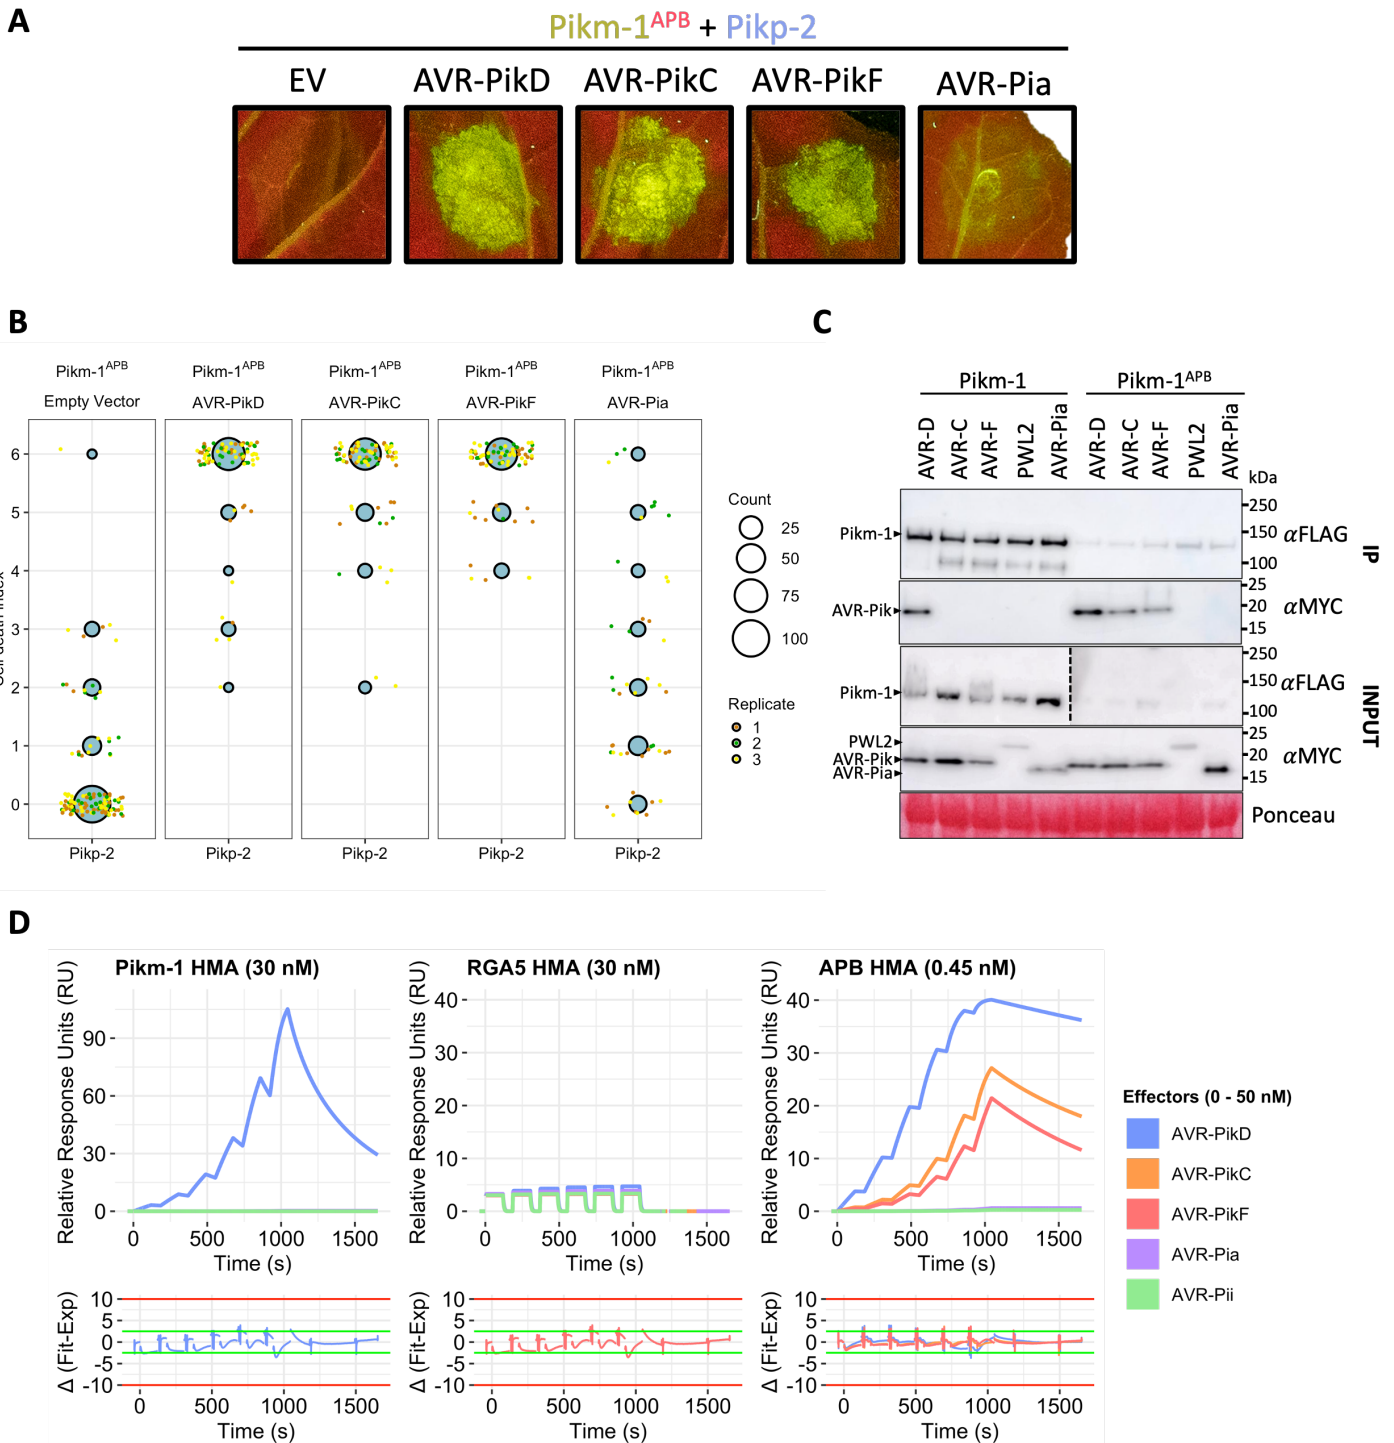 A
Pikm-1APB + Pikp-2
EV AVR-PikD AVR-PikC AVR-PikF AVR-Pia
B
Pikm-1APB Pikm-1APB Pikm-1APB Pikm-1APB Pikm-1APB
Empty Vector AVR-PikD AVR-PikC AVR-PikF AVR-Pia
6
5
4
3
2
1
0
Pikp-2 Pikp-2 Pikp-2 Pikp-2 Pikp-2
Count
25
50
75
100
Replicate
1
2
3
C
Pikm-1 Pikm-1APB
AVR-D AVR-C AVR-F PWL2 AVR-Pia AVR-D AVR-C AVR-F PWL2 AVR-Pia
kDa
250
Pikm-1 150 αFLAG
100
IP
25
AVR-Pik 20 αMYC
15
250
Pikm-1 150 αFLAG
100
INPUT
PWL2 25
AVR-Pik 20 αMYC
AVR-Pia 15
Ponceau
D
Pikm-1 HMA (30 nM) RGA5 HMA (30 nM) APB HMA (0.45 nM)
Relative Response Units (RU) Relative Response Units (RU) Relative Response Units (RU)
90 60 30 0
40 30 20 10 0
40 30 20 10 0
0 500 1000 1500 0 500 1000 1500 0 500 1000 1500
Time (s) Time (s) Time (s)
Effectors (0 - 50 nM)
AVR-PikD
AVR-PikC
AVR-PikF
AVR-Pia
AVR-Pii
Δ (Fit-Exp) Δ (Fit-Exp) Δ (Fit-Exp)
10 10 10
5 5 5
0 0 0
-5 -5 -5
-10 -10 -10
0 500 1000 1500 0 500 1000 1500 0 500 1000 1500
Time (s) Time (s) Time (s)